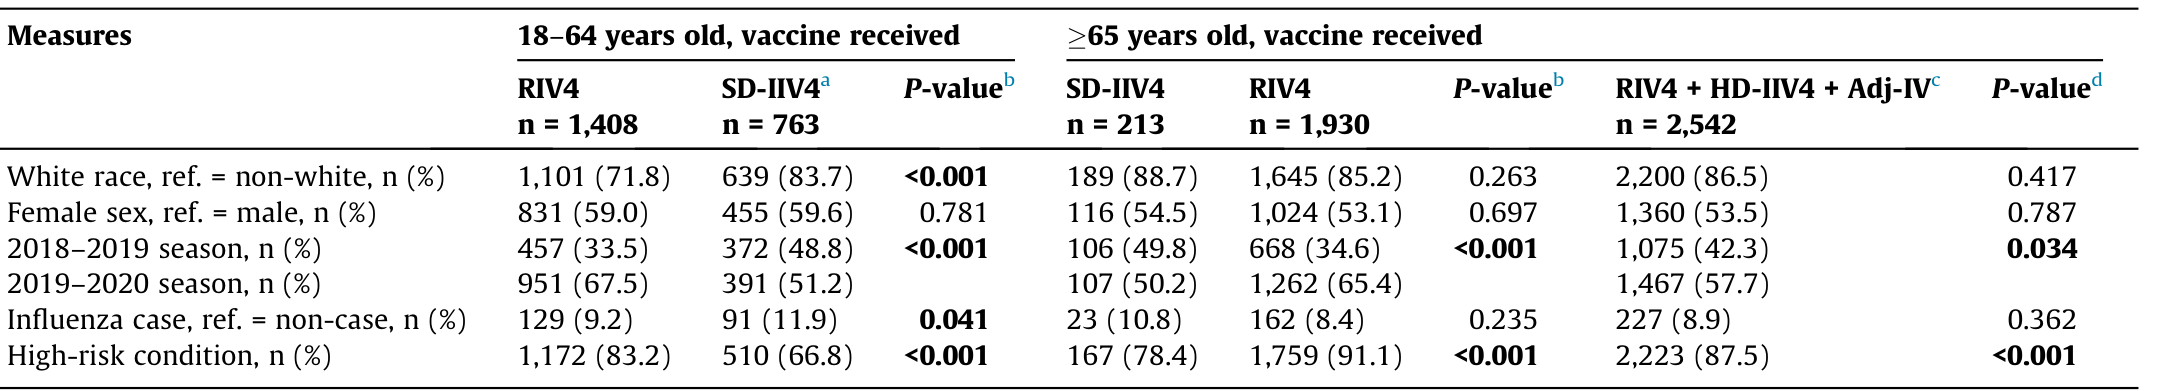 Measures 18–64 years old, vaccine received ≥65 years old, vaccine received
RIV4 SD-IIV4a P-valueb SD-IIV4 RIV4 P-valueb RIV4 + HD-IIV4 + Adj-IVc P-valued
n = 1,408 n = 763 n = 213 n = 1,930 n = 2,542
White race, ref. = non-white, n (%) 1,101 (71.8) 639 (83.7) <0.001 189 (88.7) 1,645 (85.2) 0.263 2,200 (86.5) 0.417
Female sex, ref. = male, n (%) 831 (59.0) 455 (59.6) 0.781 116 (54.5) 1,024 (53.1) 0.697 1,360 (53.5) 0.787
2018–2019 season, n (%) 457 (33.5) 372 (48.8) <0.001 106 (49.8) 668 (34.6) <0.001 1,075 (42.3) 0.034
2019–2020 season, n (%) 951 (67.5) 391 (51.2) 107 (50.2) 1,262 (65.4) 1,467 (57.7)
Influenza case, ref. = non-case, n (%) 129 (9.2) 91 (11.9) 0.041 23 (10.8) 162 (8.4) 0.235 227 (8.9) 0.362
High-risk condition, n (%) 1,172 (83.2) 510 (66.8) <0.001 167 (78.4) 1,759 (91.1) <0.001 2,223 (87.5) <0.001